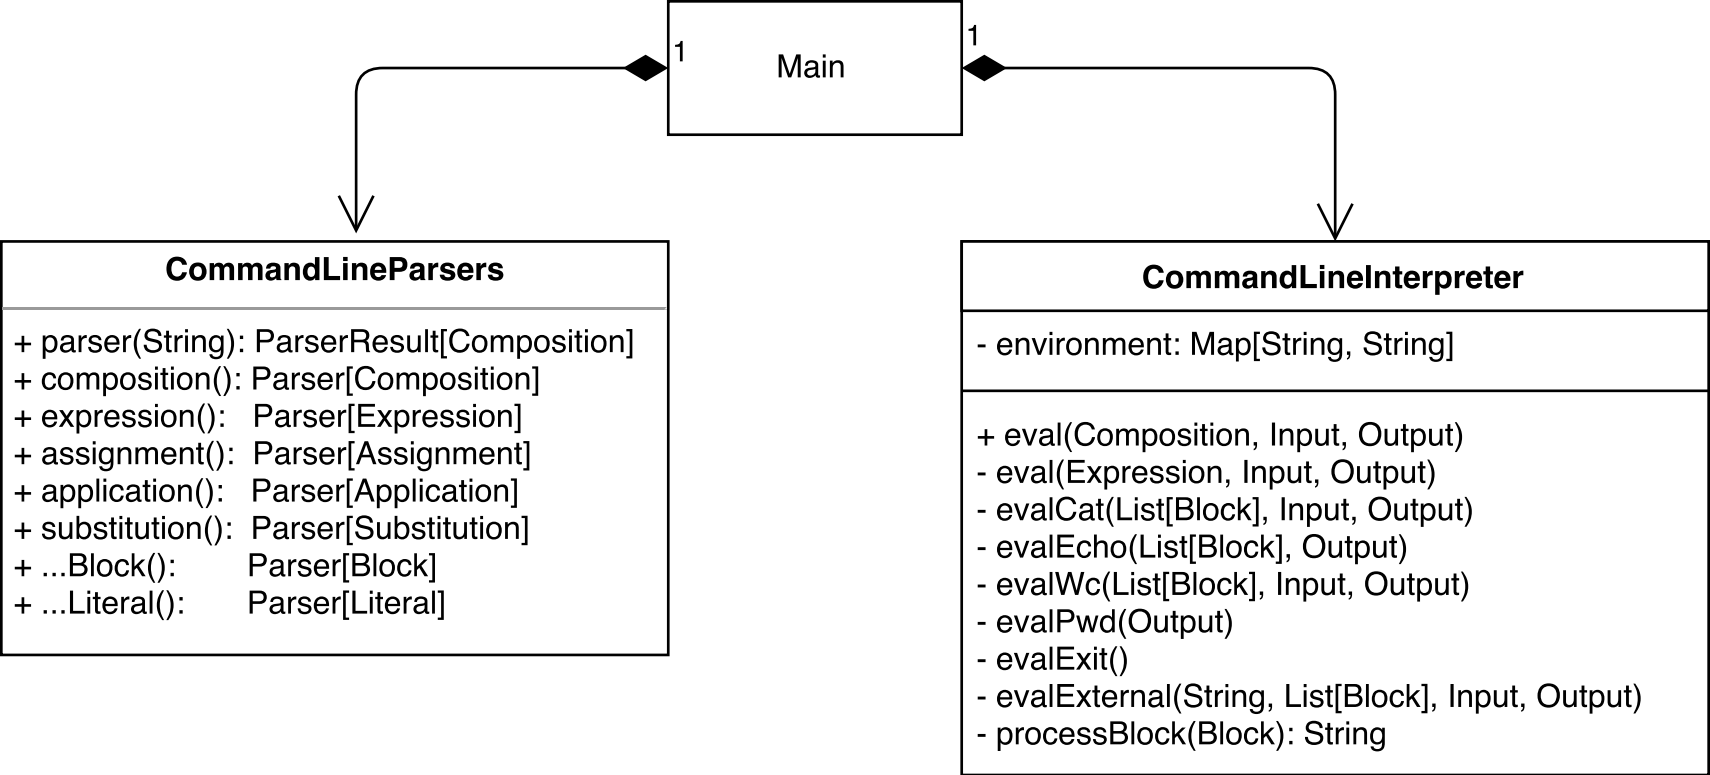 1
Main
1
CommandLineParsers
+ parser(String): ParserResult[Composition]
+ composition(): Parser[Composition]
+ expression(): Parser[Expression]
+ assignment(): Parser[Assignment]
+ application(): Parser[Application]
+ substitution(): Parser[Substitution]
+ ...Block(): Parser[Block]
+ ...Literal(): Parser[Literal]
CommandLineInterpreter
- environment: Map[String, String]
+ eval(Composition, Input, Output)
- eval(Expression, Input, Output)
- evalCat(List[Block], Input, Output)
- evalEcho(List[Block], Output)
- evalWc(List[Block], Input, Output)
- evalPwd(Output)
- evalExit()
- evalExternal(String, List[Block], Input, Output)
- processBlock(Block): String